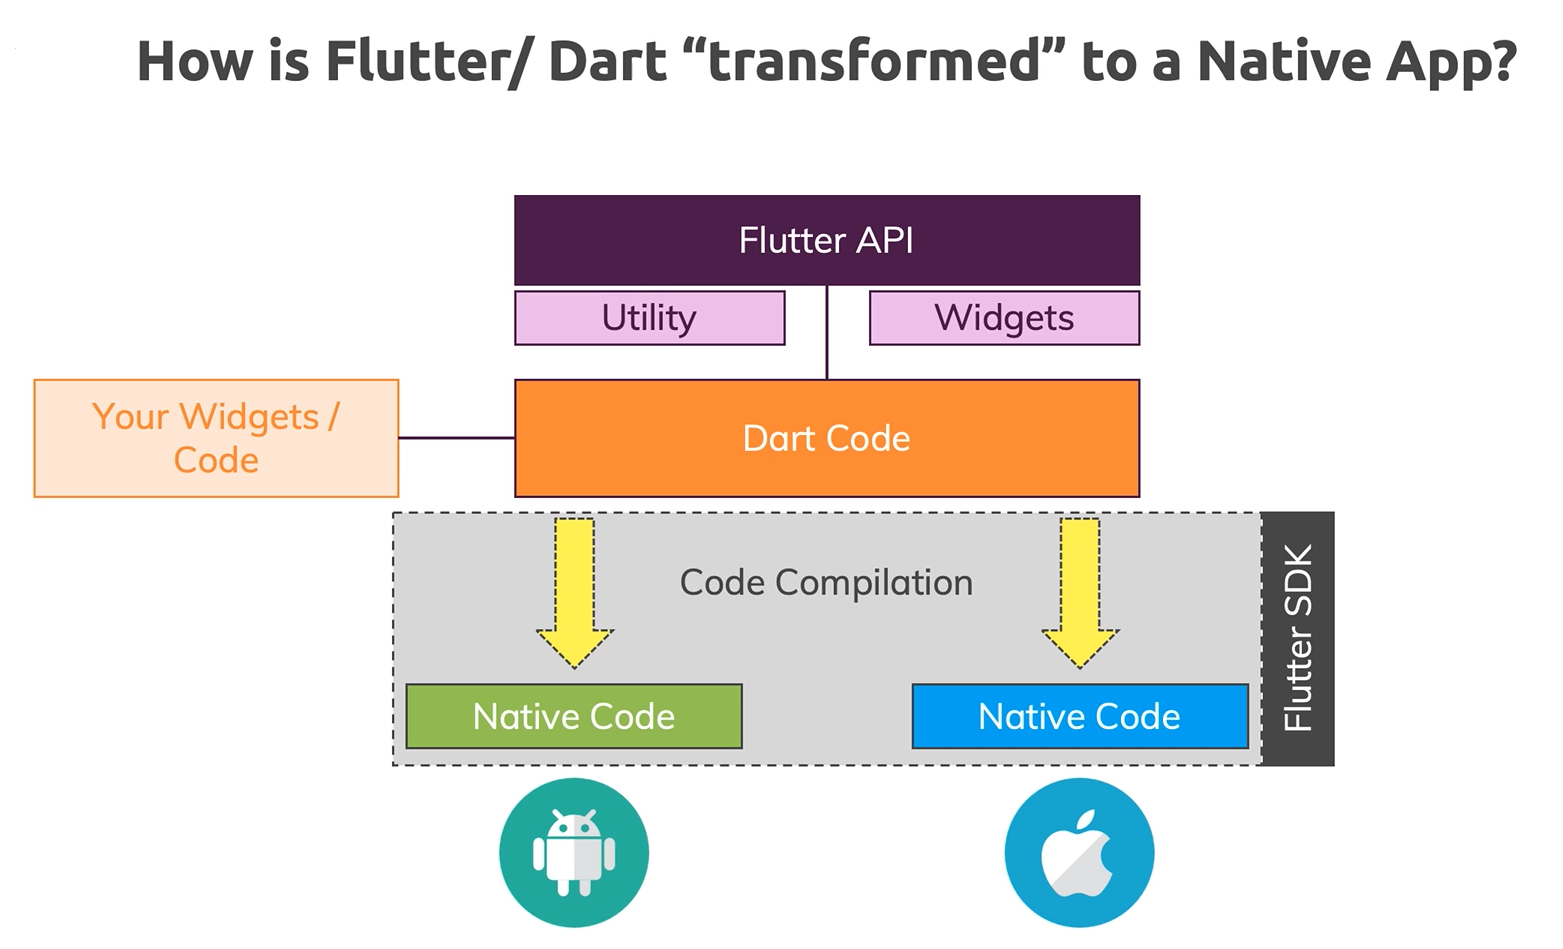 How is Flutter/ Dart “transformed” to a Native App?
Flutter API
Utility
Widgets
Your Widgets /
Code
Dart Code
Code Compilation
Flutter SDK
Native Code
Native Code